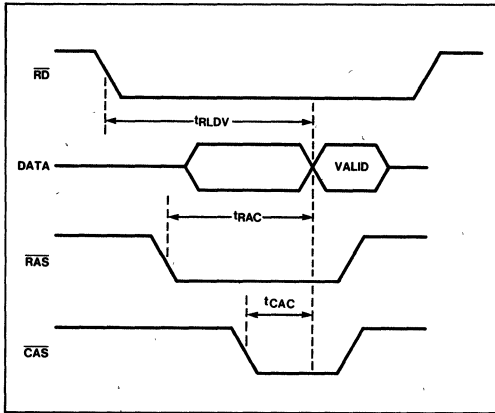 RD
tRLDV
DATA
VALID
tRAC
RAS
tCAC
CAS